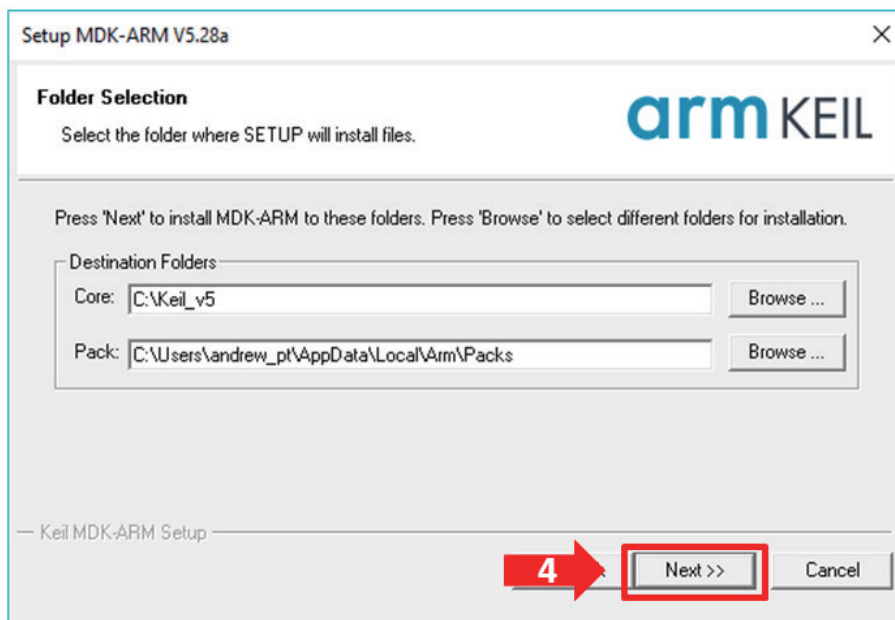 Setup MDK-ARM V5.28a
Folder Selection
Select the folder where SETUP will install files.
arm KEIL
Press 'Next' to install MDK-ARM to these folders. Press 'Browse' to select different folders for installation.
Destination Folders
Core: C:\Keil_v5 Browse ...
Pack: C:\Users\andrew_pt\AppData\Local\Arm\Packs Browse ...
Keil MDK-ARM Setup
4 Next >> Cancel